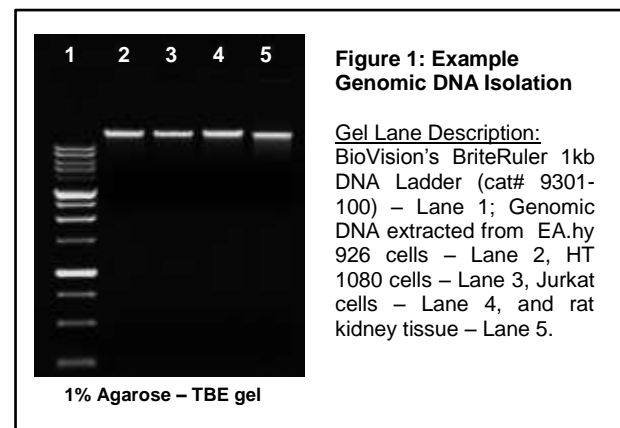 1 2 3 4 5
1% Agarose – TBE gel
Figure 1: Example
Genomic DNA Isolation
Gel Lane Description:
BioVision's BriteRuler 1kb
DNA Ladder (cat# 9301-
100) – Lane 1; Genomic
DNA extracted from EA.hy
926 cells – Lane 2, HT
1080 cells – Lane 3, Jurkat
cells – Lane 4, and rat
kidney tissue – Lane 5.